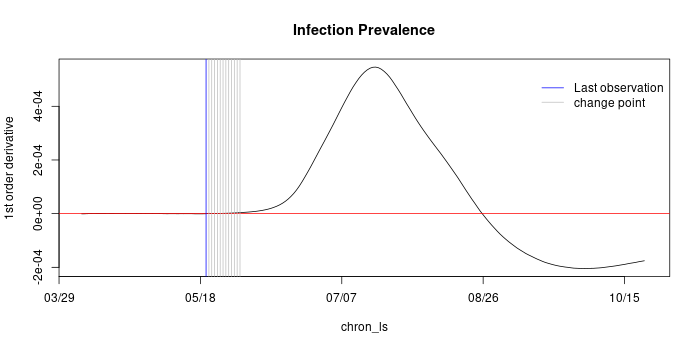 Infection Prevalence
1st order derivative
4e-04
2e-04
0e+00
-2e-04
Last observation
change point
03/29
05/18
07/07
08/26
10/15
chron_ls